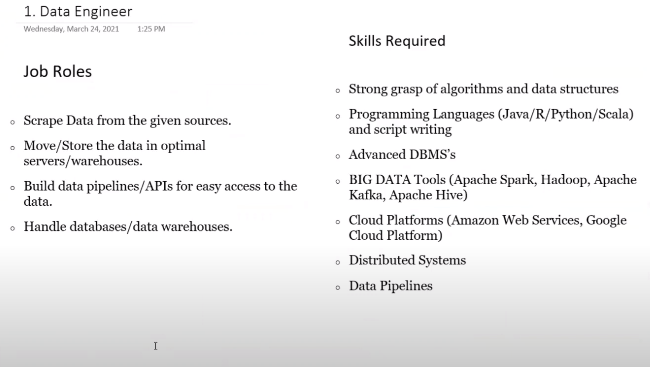 1. Data Engineer
Wednesday, March 24, 2021 1:25 PM
Job Roles
Scrape Data from the given sources.
Move/Store the data in optimal
servers/warehouses.
Build data pipelines/APIs for easy access to the
data.
Handle databases/data warehouses.
Skills Required
Strong grasp of algorithms and data structures
Programming Languages (Java/R/Python/Scala)
and script writing
Advanced DBMS's
BIG DATA Tools (Apache Spark, Hadoop, Apache
Kafka, Apache Hive)
Cloud Platforms (Amazon Web Services, Google
Cloud Platform)
Distributed Systems
Data Pipelines